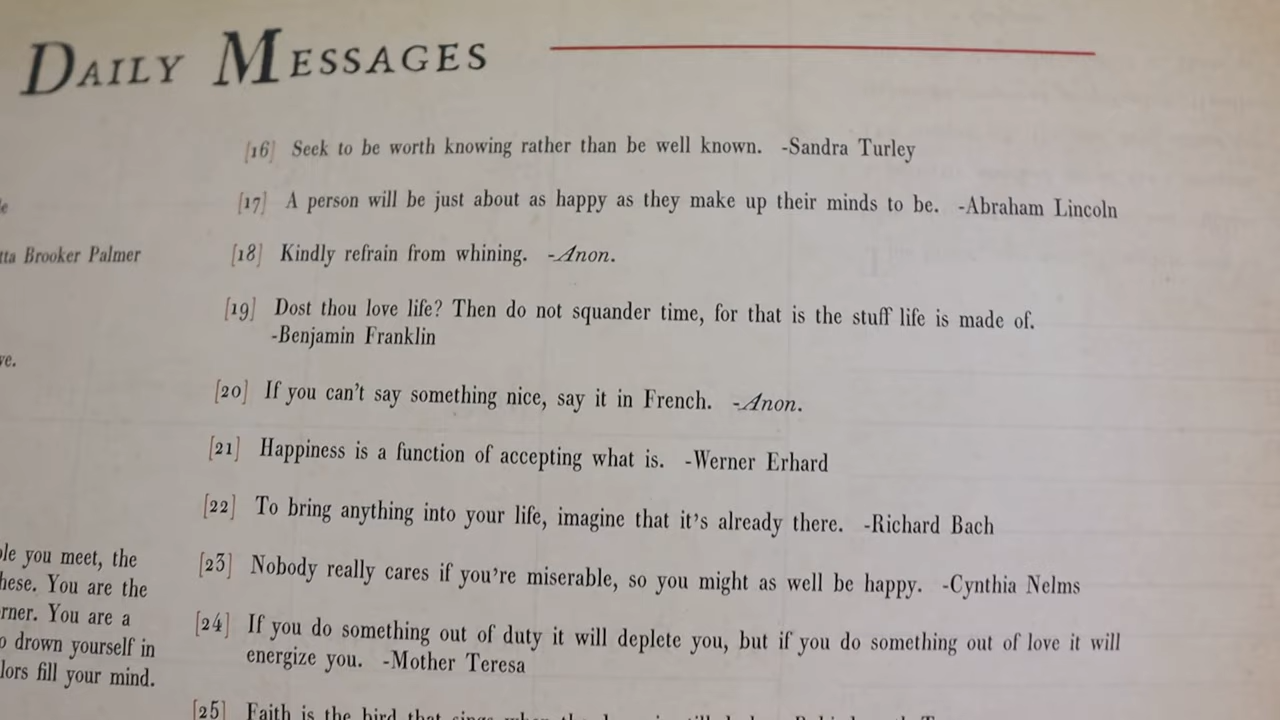 DAILY MESSAGES
[16] Seek to be worth knowing rather than be well known. -Sandra Turley
[17] A person will be just about as happy as they make up their minds to be. -Abraham Lincoln
[18] Kindly refrain from whining. -Anon.
[19] Dost thou love life? Then do not squander time, for that is the stuff life is made of.
-Benjamin Franklin
[20] If you can't say something nice, say it in French. -Anon.
[21] Happiness is a function of accepting what is. -Werner Erhard
[22] To bring anything into your life, imagine that it's already there. -Richard Bach
[23] Nobody really cares if you're miserable, so you might as well be happy. -Cynthia Nelms
[24] If you do something out of duty it will deplete you, but if you do something out of love it will
energize you. -Mother Teresa
[25] Faith is the bird that sings when the
Brooker Palmer
you meet, the
You are the
You are a
drown yourself in
fill your mind.